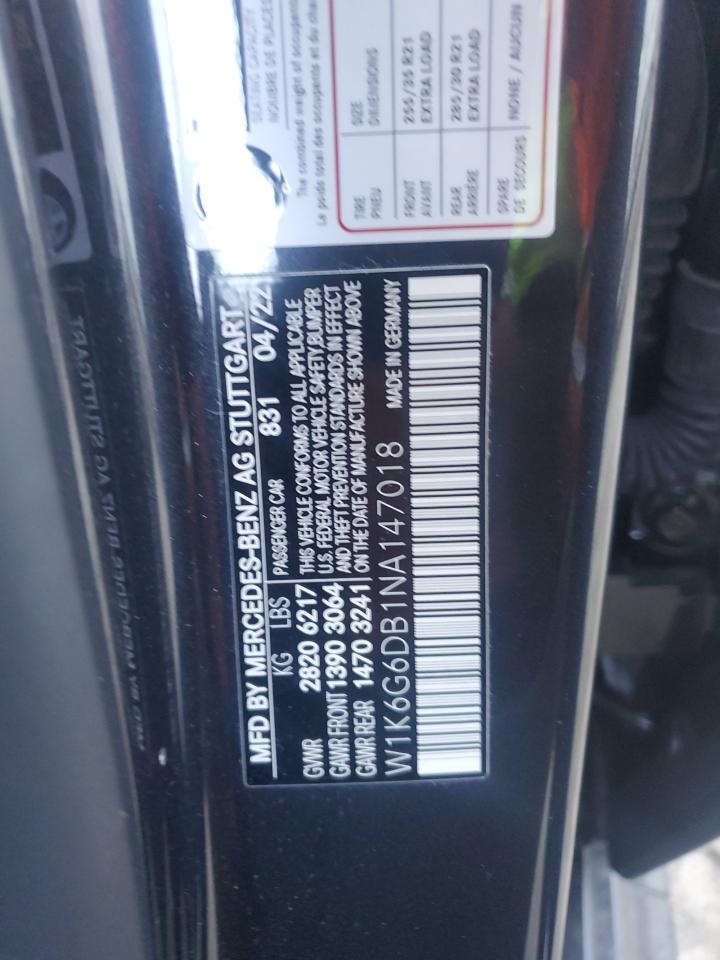 MFD BY MERCEDES-BENZ AG STUTTGART
KG LBS PASSENGER CAR 831 04/22
GVWR 2820 6217 THIS VEHICLE CONFORMS TO ALL APPLICABLE
U.S. FEDERAL MOTOR VEHICLE SAFETY, BUMPER
GAWR FRONT 1390 3064 AND THEFT PREVENTION STANDARDS IN EFFECT
GAWR REAR 1470 3241 ON THE DATE OF MANUFACTURE SHOWN ABOVE
W1K6G6DB1NA147018 MADE IN GERMANY
SEATING CAPACITY
NOMBRE DE PLACES
The combined weight of occupant
Le poids total des occupants et du cha
TIRE SIZE
PNEU DIMENSIONS
FRONT 255/35 R21
AVANT EXTRA LOAD
REAR 285/30 R21
ARRIÈRE EXTRA LOAD
SPARE NONE / AUCUN
DE SECOURS